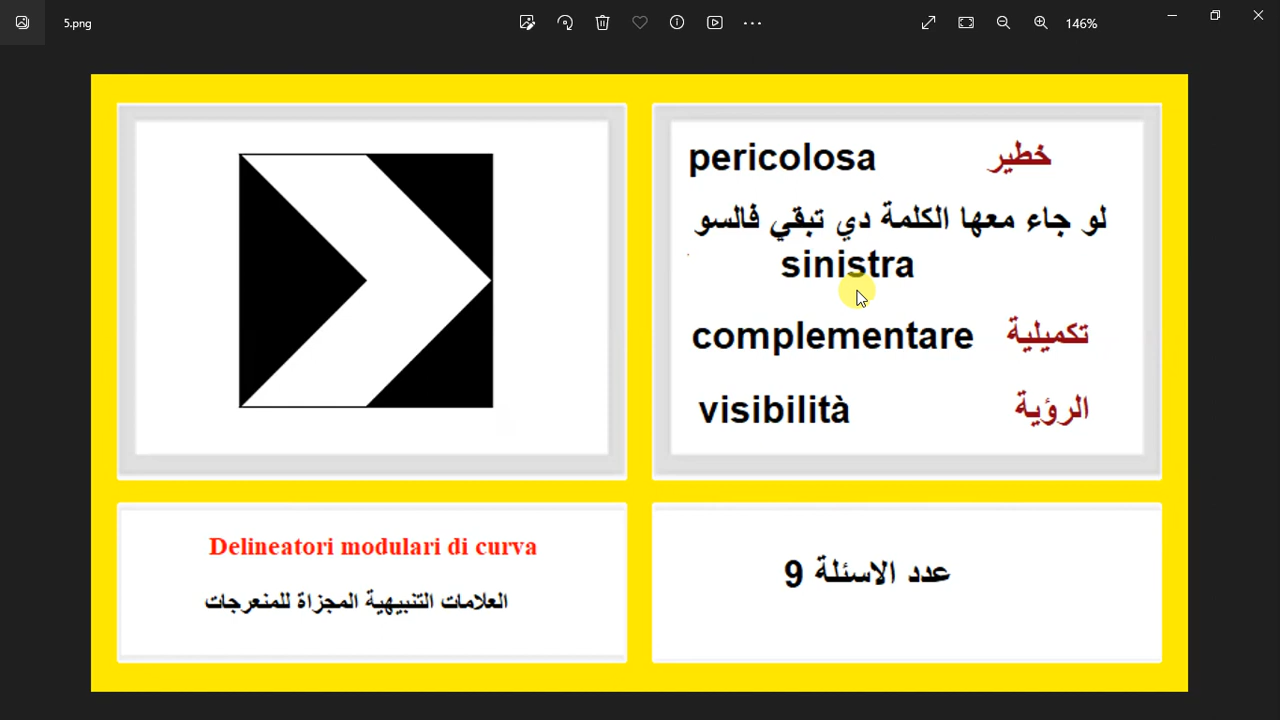 5.png
146%
pericolosa خطير
لو جاء معها الكلمة دي تبقي فالسو
sinistra
complementare تكميلية
visibilità الرؤية
Delineatori modulari di curva
العلامات التنبيهية المجزاة للمنعرجات
عدد الاسئلة 9